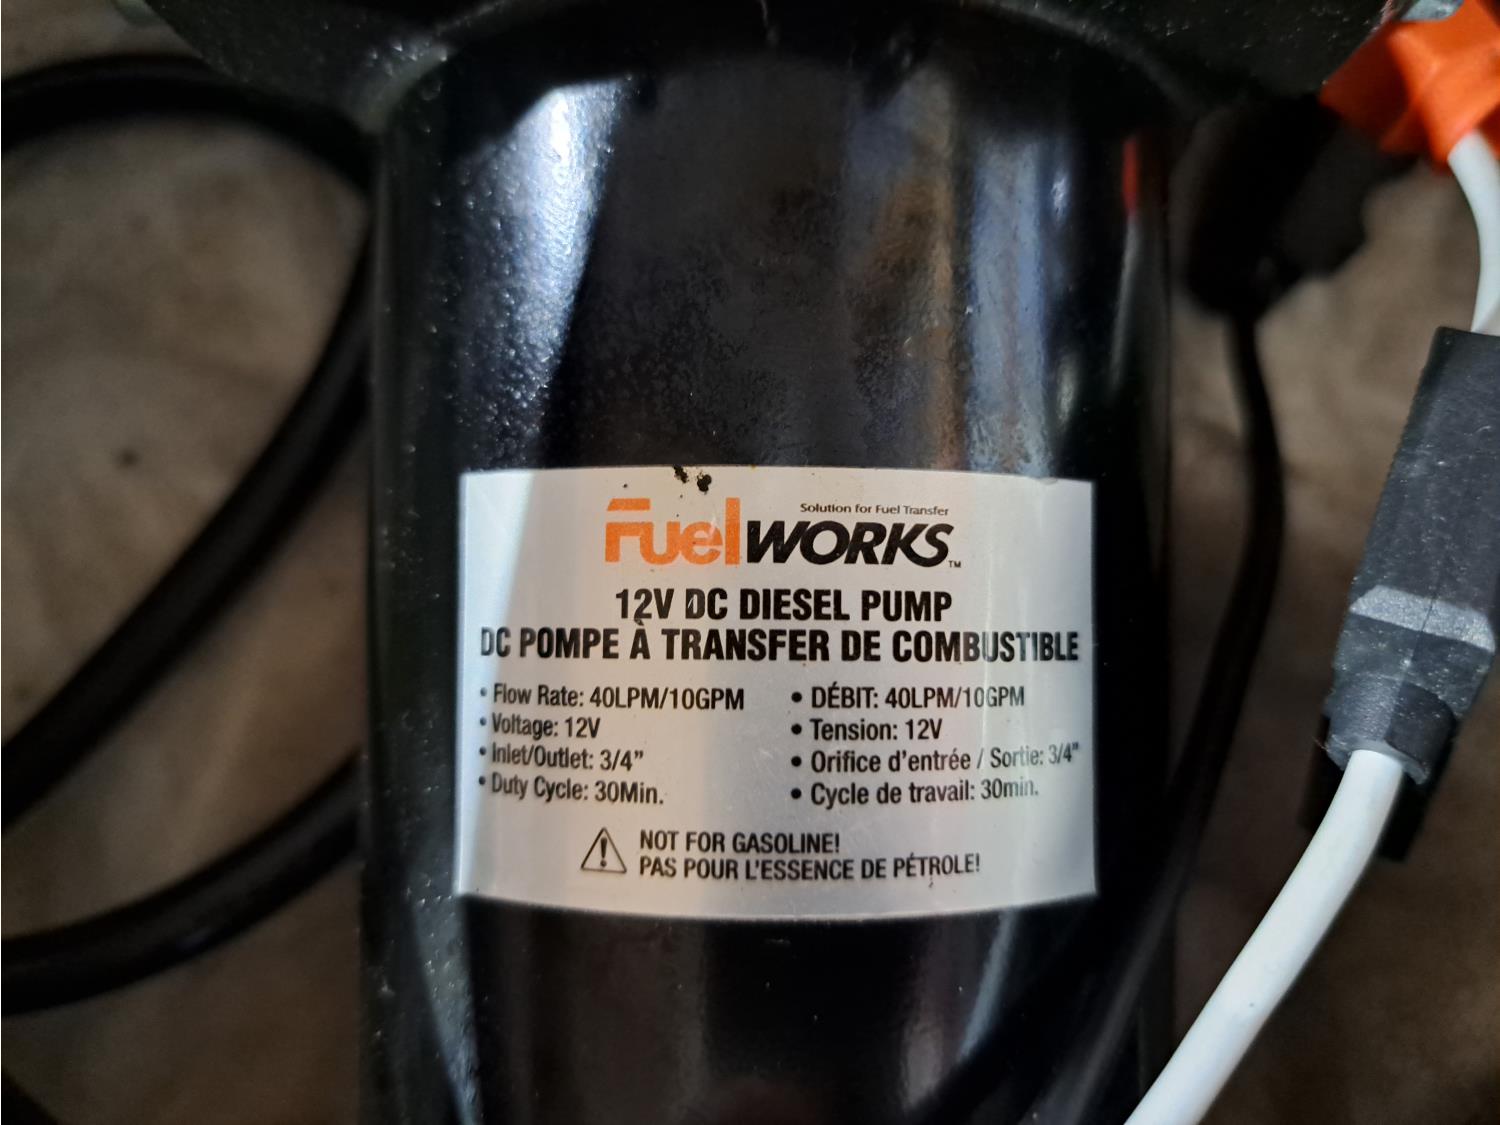 Solution for Fuel Transfer
FuelWORKS™
12V DC DIESEL PUMP
DC POMPE À TRANSFER DE COMBUSTIBLE
• Flow Rate: 40LPM/10GPM
• Voltage: 12V
• Inlet/Outlet: 3/4”
• Duty Cycle: 30Min.
• DÉBIT: 40LPM/10GPM
• Tension: 12V
• Orifice d’entrée / Sortie: 3/4”
• Cycle de travail: 30min.
NOT FOR GASOLINE!
PAS POUR L’ESSENCE DE PÉTROLE!